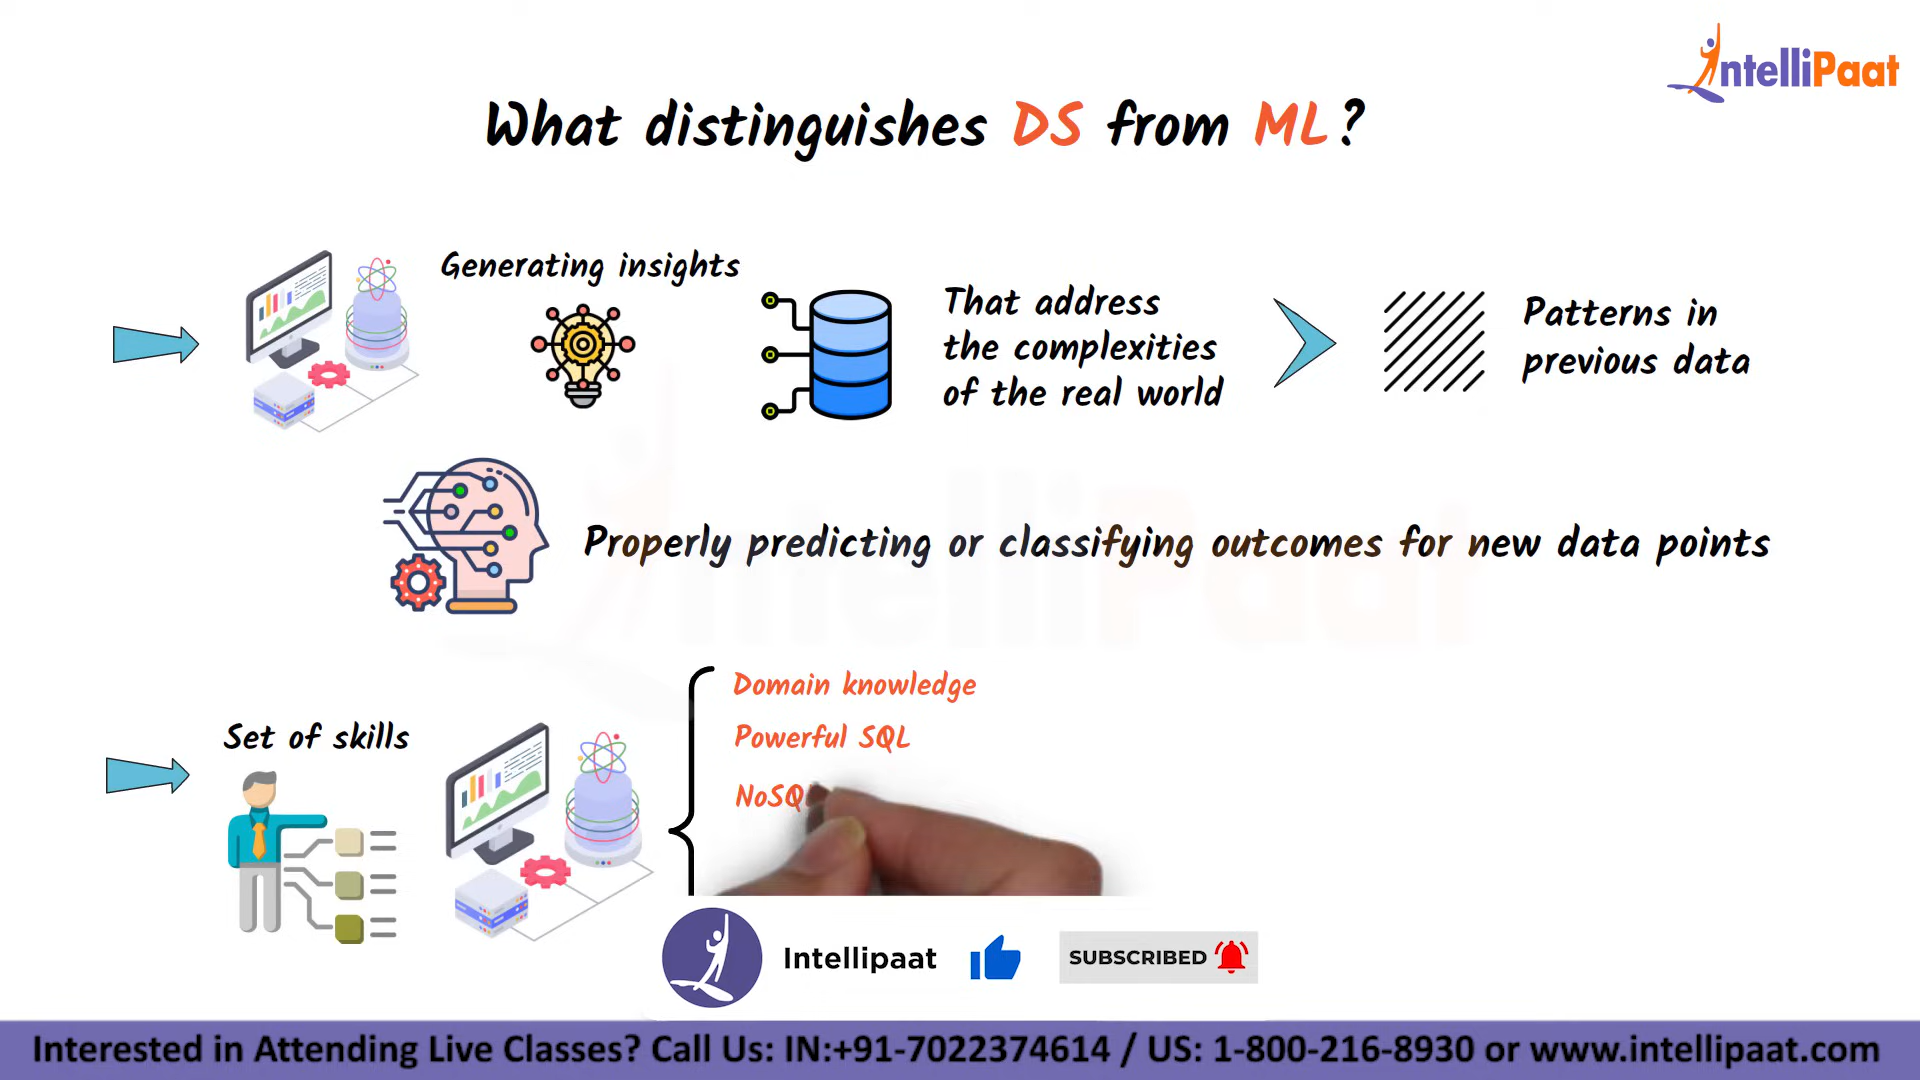 IntelliPaat
What distinguishes DS from ML?
Generating insights
That address
the complexities
of the real world
Patterns in
previous data
Properly predicting or classifying outcomes for new data points
Set of skills
Domain knowledge
Powerful SQL
NoSQ
Intellipaat
SUBSCRIBED
Interested in Attending Live Classes? Call Us: IN:+91-7022374614 / US: 1-800-216-8930 or www.intellipaat.com